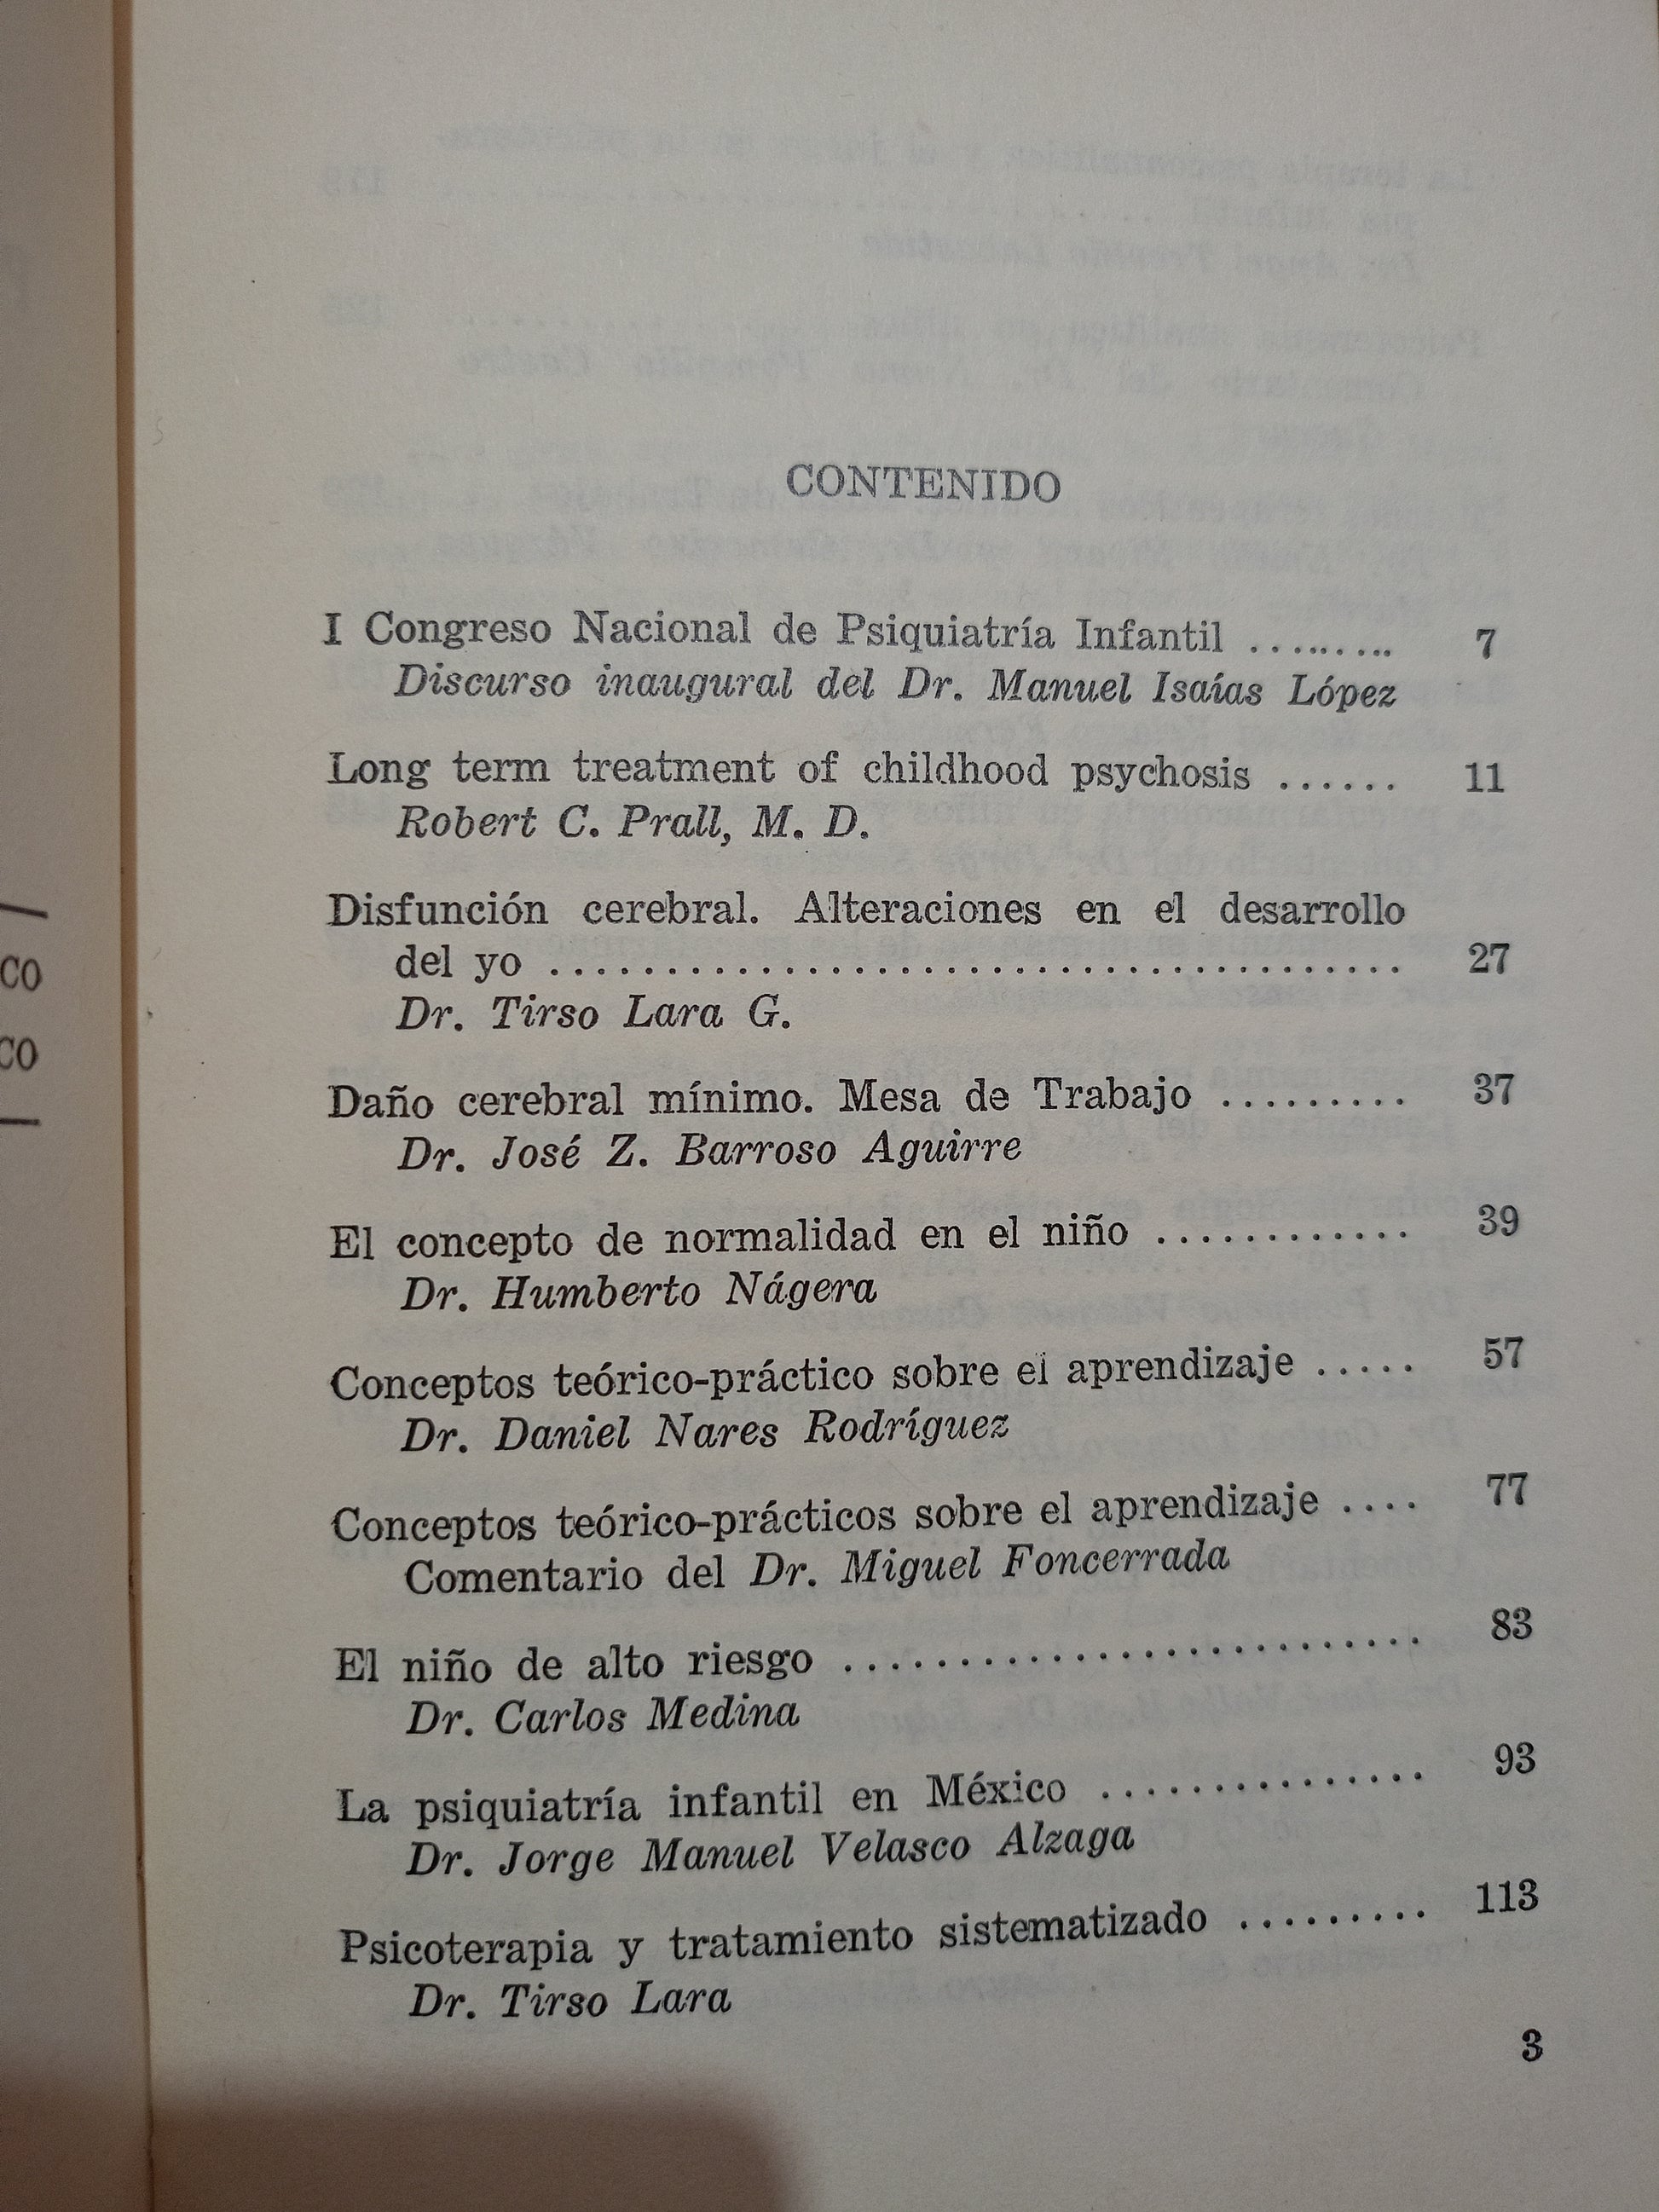 CONTENIDO
I Congreso Nacional de Psiquiatría Infantil ......... 7
Discurso inaugural del Dr. Manuel Isaías López
Long term treatment of childhood psychosis ...... 11
Robert C. Prall, M. D.
Disfunción cerebral. Alteraciones en el desarrollo
del yo ..................................... 27
Dr. Tirso Lara G.
Daño cerebral mínimo. Mesa de Trabajo ......... 37
Dr. José Z. Barroso Aguirre
El concepto de normalidad en el niño ............ 39
Dr. Humberto Nágera
Conceptos teórico-práctico sobre el aprendizaje ..... 57
Dr. Daniel Nares Rodríguez
Conceptos teórico-prácticos sobre el aprendizaje .... 77
Comentario del Dr. Miguel Foncerrada
El niño de alto riesgo ......................... 83
Dr. Carlos Medina
La psiquiatría infantil en México ............... 93
Dr. Jorge Manuel Velasco Alzaga
Psicoterapia y tratamiento sistematizado ......... 113
Dr. Tirso Lara
3